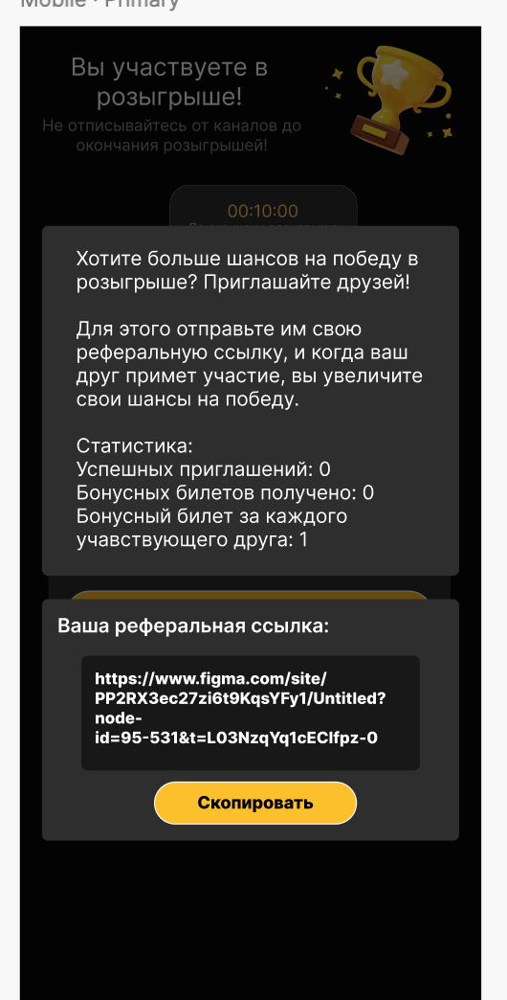 Mobile · Primary
Вы участвуете в
розыгрыше!
Не отписывайтесь от каналов до
окончания розыгрышей!
00:10:00
Хотите больше шансов на победу в
розыгрыше? Приглашайте друзей!
Для этого отправьте им свою
реферальную ссылку, и когда ваш
друг примет участие, вы увеличите
свои шансы на победу.
Статистика:
Успешных приглашений: 0
Бонусных билетов получено: 0
Бонусный билет за каждого
учавствующего друга: 1
Ваша реферальная ссылка:
https://www.figma.com/site/
PP2RX3ec27zi6t9KqsYFy1/Untitled?
node-
id=95-531&t=L03NzqYq1cEClfpz-0
Скопировать